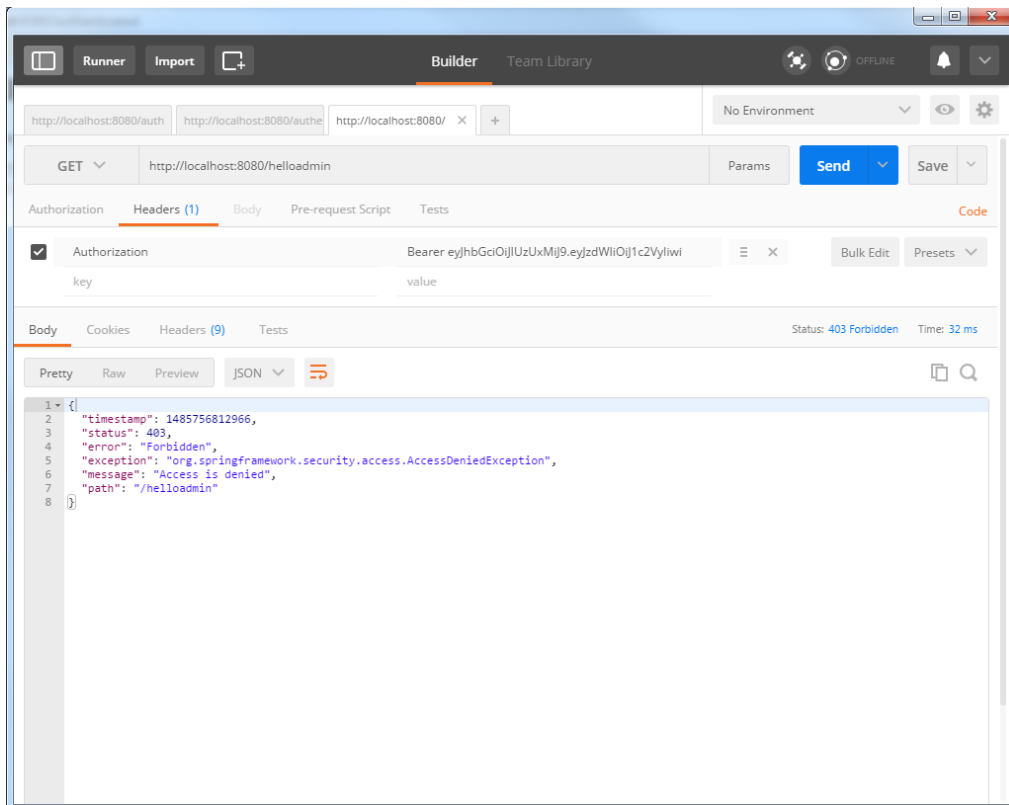 Runner Import Builder Team Library OFFLINE
http://localhost:8080/auth http://localhost:8080/authe http://localhost:8080/ No Environment
GET http://localhost:8080/helloadmin Params Send Save
Authorization Headers (1) Body Pre-request Script Tests Code
Authorization Bearer eyJhbGciOiJIUzUxMiJ9.eyJzdWIiOiJ1c2VyIiwi Bulk Edit Presets
key value
Body Cookies Headers (9) Tests Status: 403 Forbidden Time: 32 ms
Pretty Raw Preview JSON
1 {
2 "timestamp": 1485756812966,
3 "status": 403,
4 "error": "Forbidden",
5 "exception": "org.springframework.security.access.AccessDeniedException",
6 "message": "Access is denied",
7 "path": "/helloadmin"
8 }